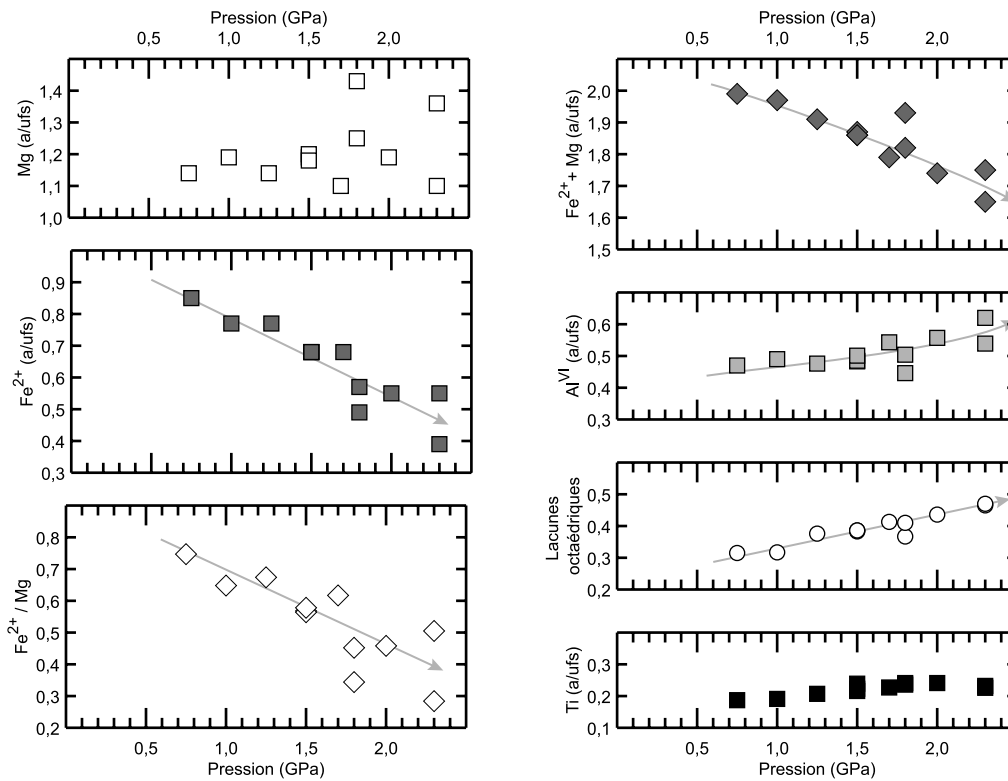 Pression (GPa)
0,5 1,0 1,5 2,0
Mg (a/ufs)
1,4
1,3
1,2
1,1
1,0
Fe2+ (a/ufs)
0,9
0,8
0,7
0,6
0,5
0,4
0,3
Fe2+ / Mg
0,8
0,7
0,6
0,5
0,4
0,3
0,2
0,5 1,0 1,5 2,0
Pression (GPa)
Pression (GPa)
0,5 1,0 1,5 2,0
Fe2++ Mg (a/ufs)
2,0
1,9
1,8
1,7
1,6
1,5
AlVI (a/ufs)
0,6
0,5
0,4
0,3
Lacunes
octaédriques
0,5
0,4
0,3
0,2
Ti (a/ufs)
0,3
0,2
0,1
0,5 1,0 1,5 2,0
Pression (GPa)